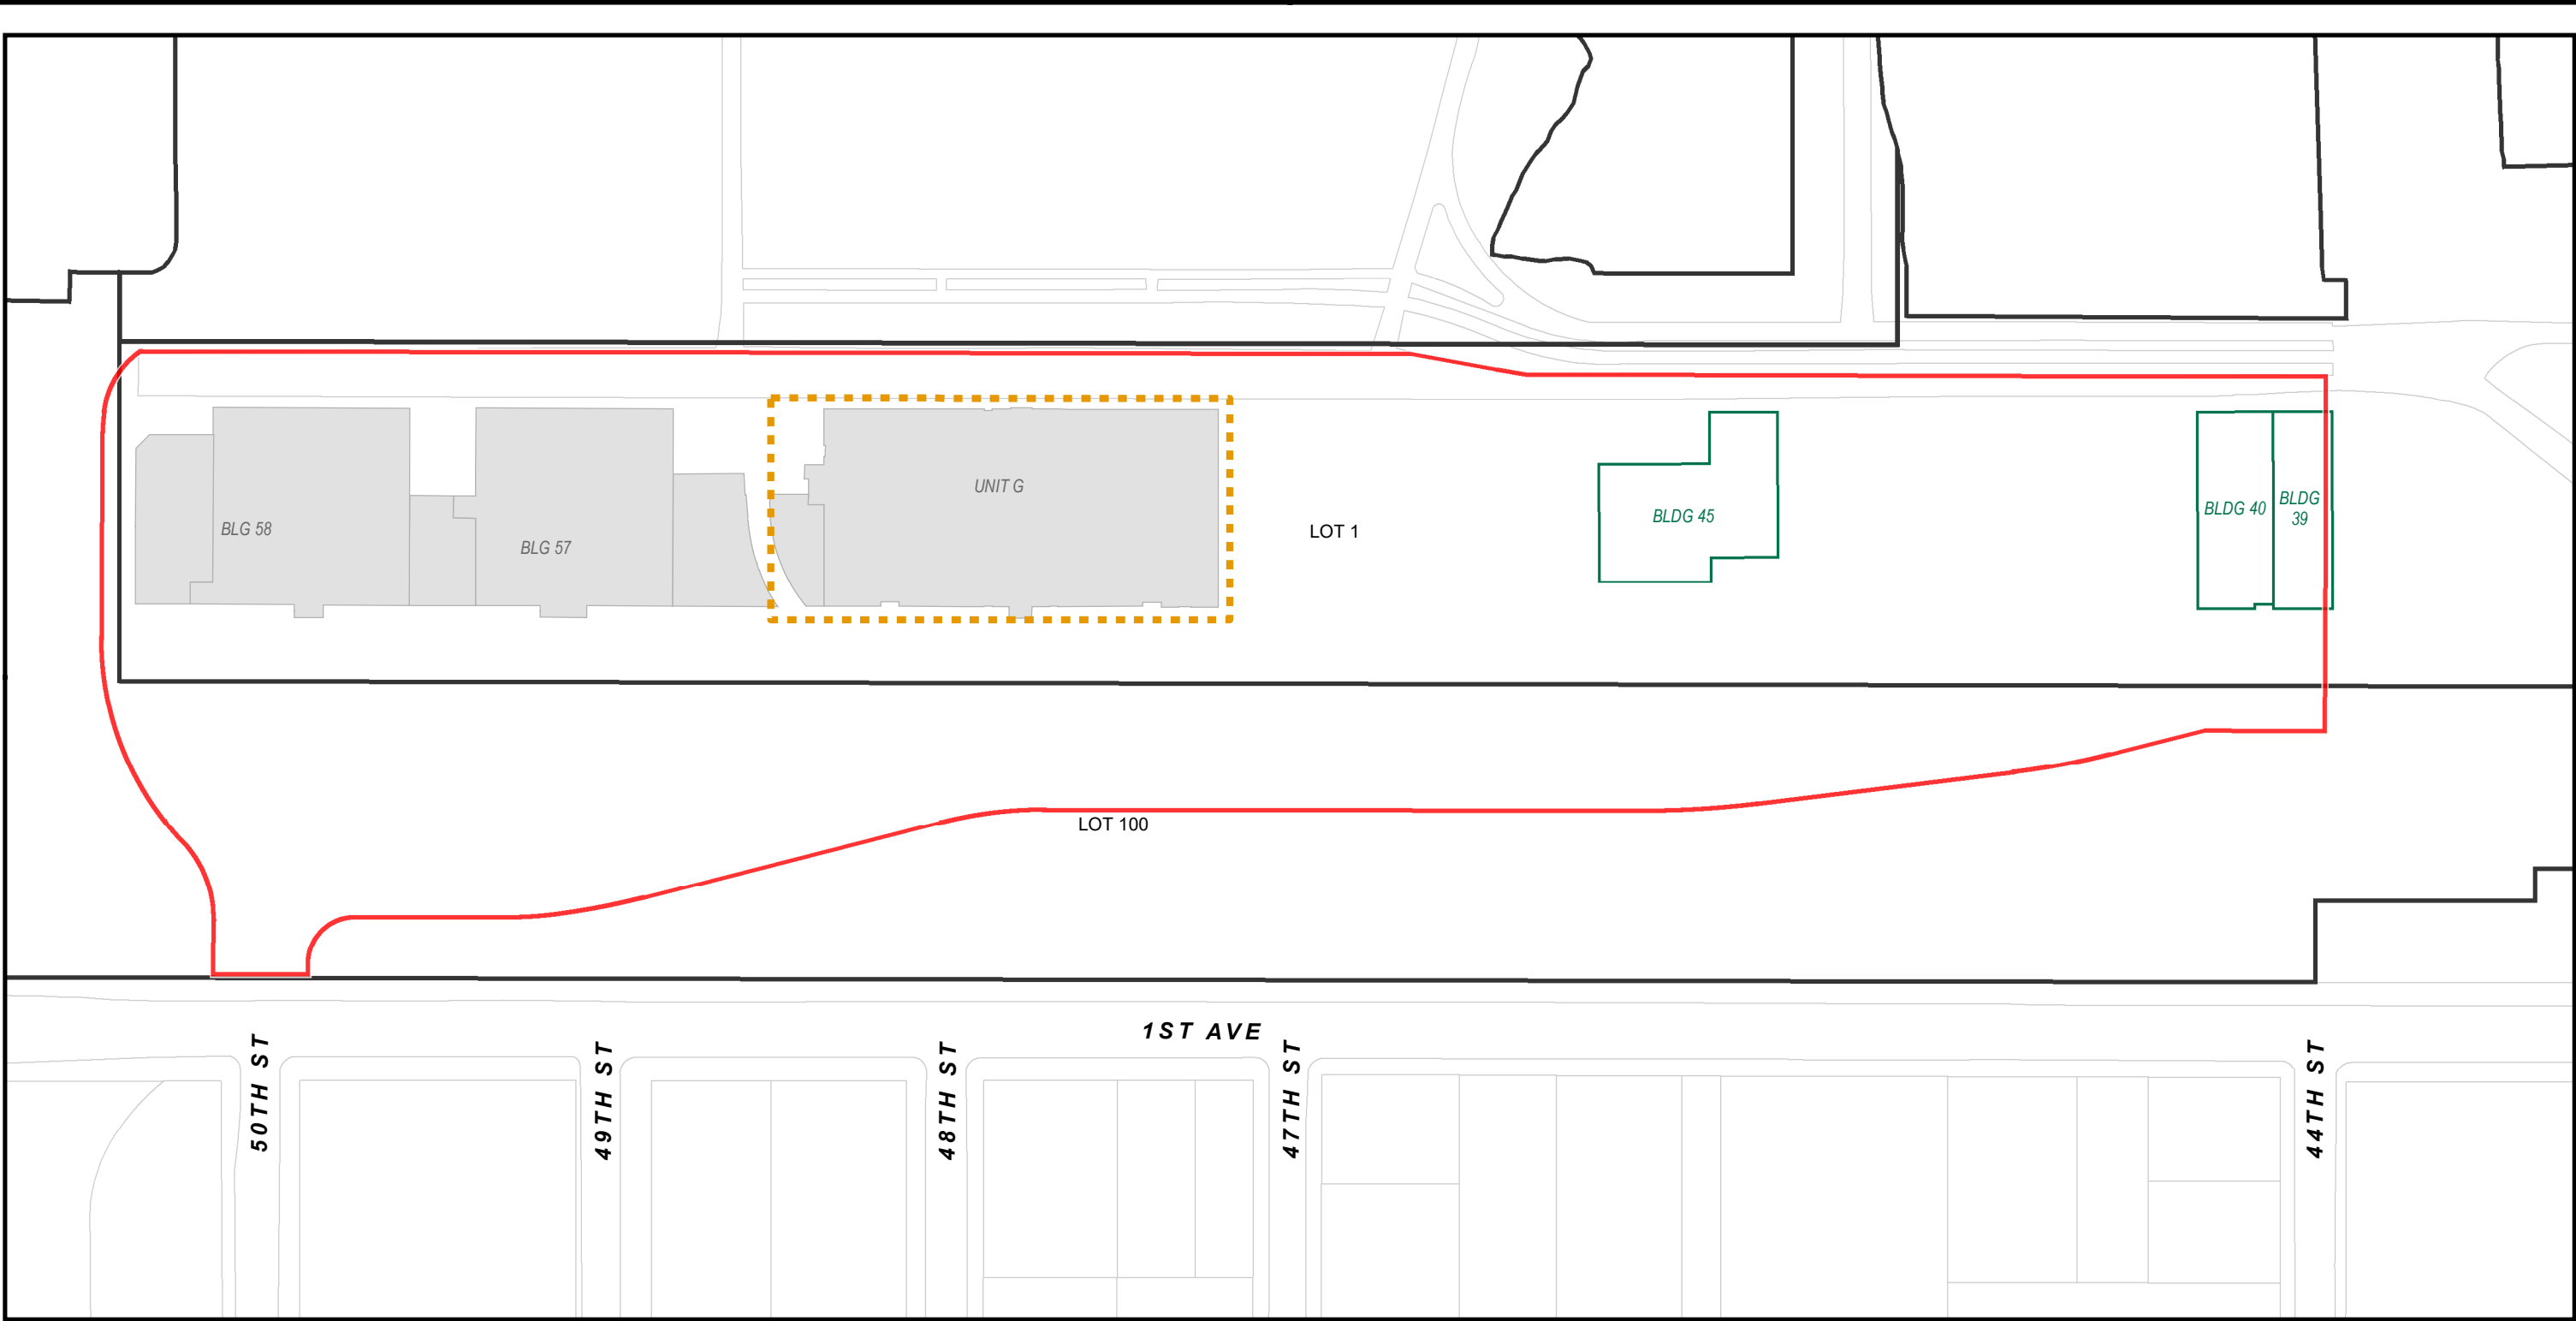 UNIT G
BLG 58
BLG 57
LOT 1
BLDG 45
BLDG 40
BLDG
39
LOT 100
1ST AVE
50TH ST
49TH ST
48TH ST
47TH ST
44TH ST